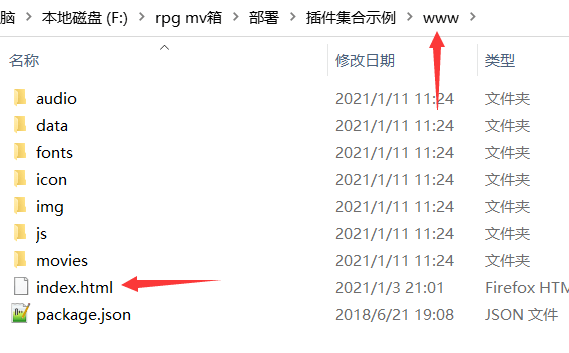 脑 > 本地磁盘 (F:) > rpg mv箱 > 部署 > 插件集合示例 > www >
名称 修改日期 类型
audio 2021/1/11 11:24 文件夹
data 2021/1/11 11:24 文件夹
fonts 2021/1/11 11:24 文件夹
icon 2021/1/11 11:24 文件夹
img 2021/1/11 11:24 文件夹
js 2021/1/11 11:24 文件夹
movies 2021/1/11 11:24 文件夹
index.html 2021/1/3 21:01 Firefox HTM
package.json 2018/6/21 19:08 JSON 文件